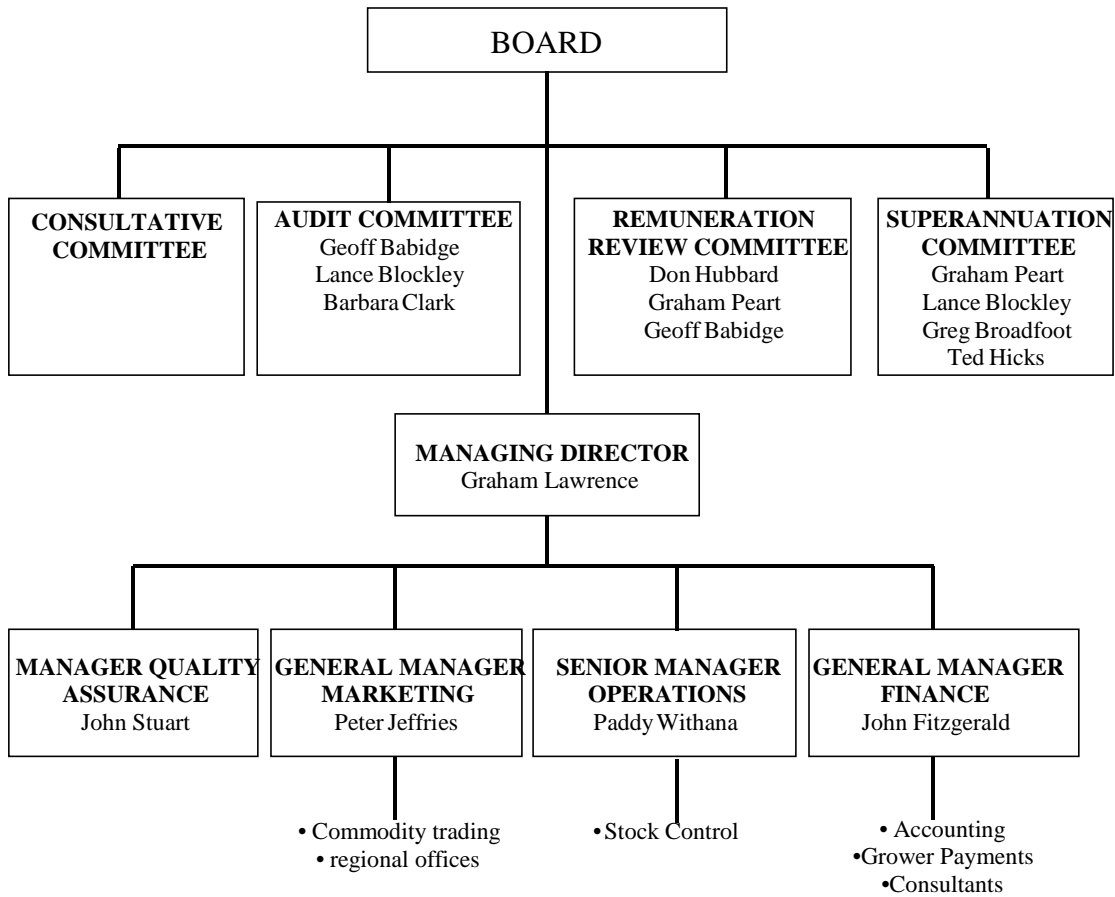 BOARD
CONSULTATIVE
COMMITTEE
AUDIT COMMITTEE
Geoff Babidge
Lance Blockley
Barbara Clark
REMUNERATION
REVIEW COMMITTEE
Don Hubbard
Graham Peart
Geoff Babidge
SUPERANNUATION
COMMITTEE
Graham Peart
Lance Blockley
Greg Broadfoot
Ted Hicks
MANAGING DIRECTOR
Graham Lawrence
MANAGER QUALITY
ASSURANCE
John Stuart
GENERAL MANAGER
MARKETING
Peter Jeffries
SENIOR MANAGER
OPERATIONS
Paddy Withana
GENERAL MANAGER
FINANCE
John Fitzgerald
• Commodity trading
• regional offices
• Stock Control
• Accounting
•Grower Payments
•Consultants